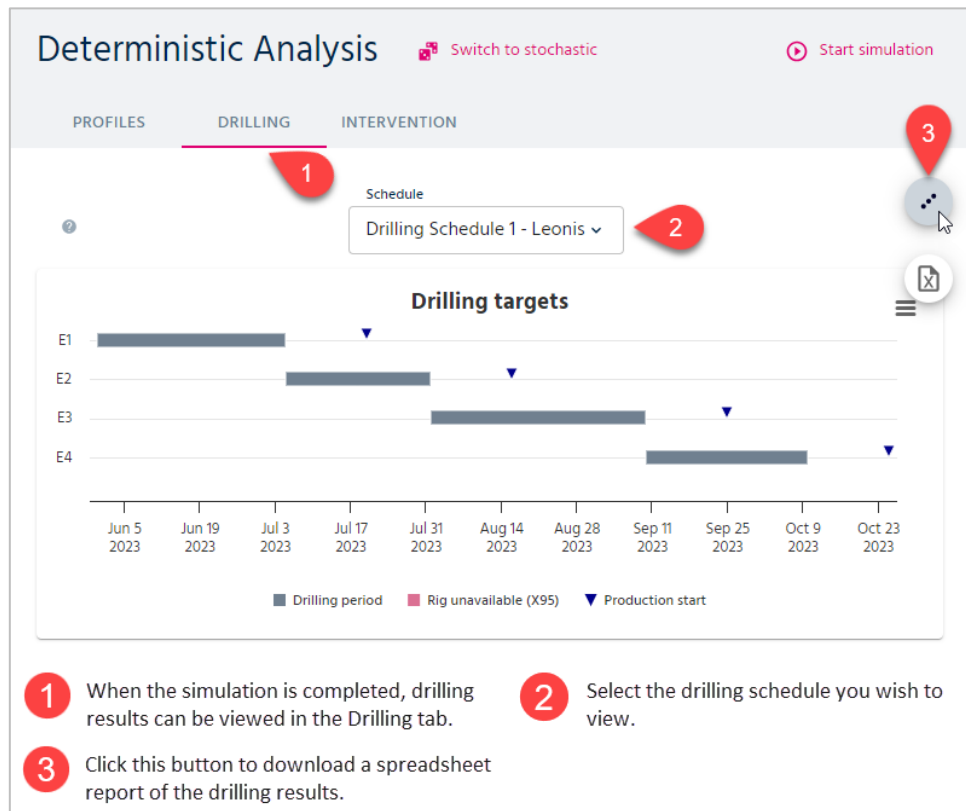 Deterministic Analysis
Switch to stochastic
Start simulation
PROFILES
DRILLING
INTERVENTION
3
1
Schedule
?
Drilling Schedule 1 - Leonis
2
X
Drilling targets
E1
E2
E3
E4
Jun 5
2023
Jun 19
2023
Jul 3
2023
Jul 17
2023
Jul 31
2023
Aug 14
2023
Aug 28
2023
Sep 11
2023
Sep 25
2023
Oct 9
2023
Oct 23
2023
Drilling period
Rig unavailable (X95)
Production start
1
When the simulation is completed, drilling
results can be viewed in the Drilling tab.
2
Select the drilling schedule you wish to
view.
3
Click this button to download a spreadsheet
report of the drilling results.